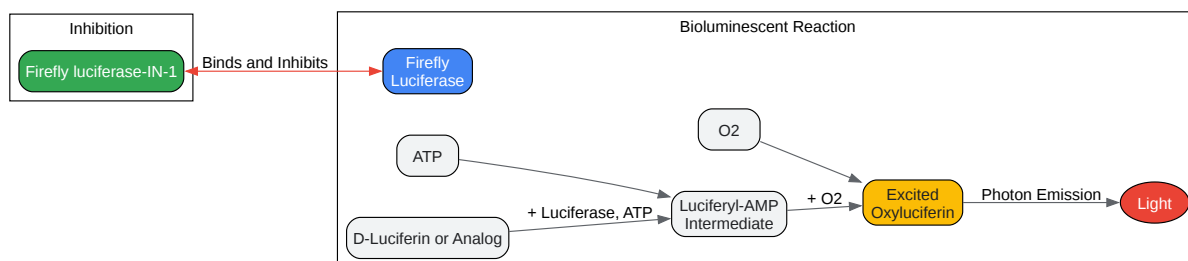 Inhibition
Bioluminescent Reaction
Firefly luciferase-IN-1
Binds and Inhibits
Firefly
Luciferase
O2
ATP
D-Luciferin or Analog
+ Luciferase, ATP
Luciferyl-AMP
Intermediate
+ O2
Excited
Oxyluciferin
Photon Emission
Light